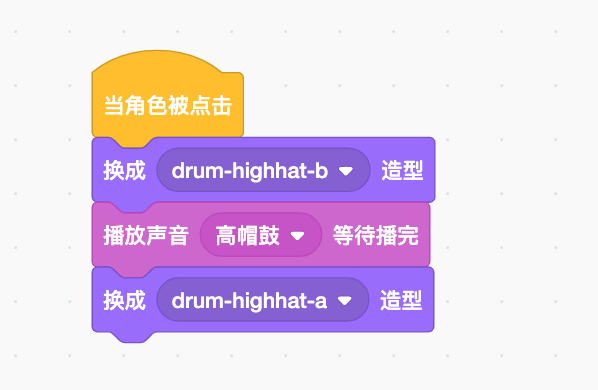 当角色被点击
换成 drum-highhat-b 造型
播放声音 高帽鼓 等待播完
换成 drum-highhat-a 造型